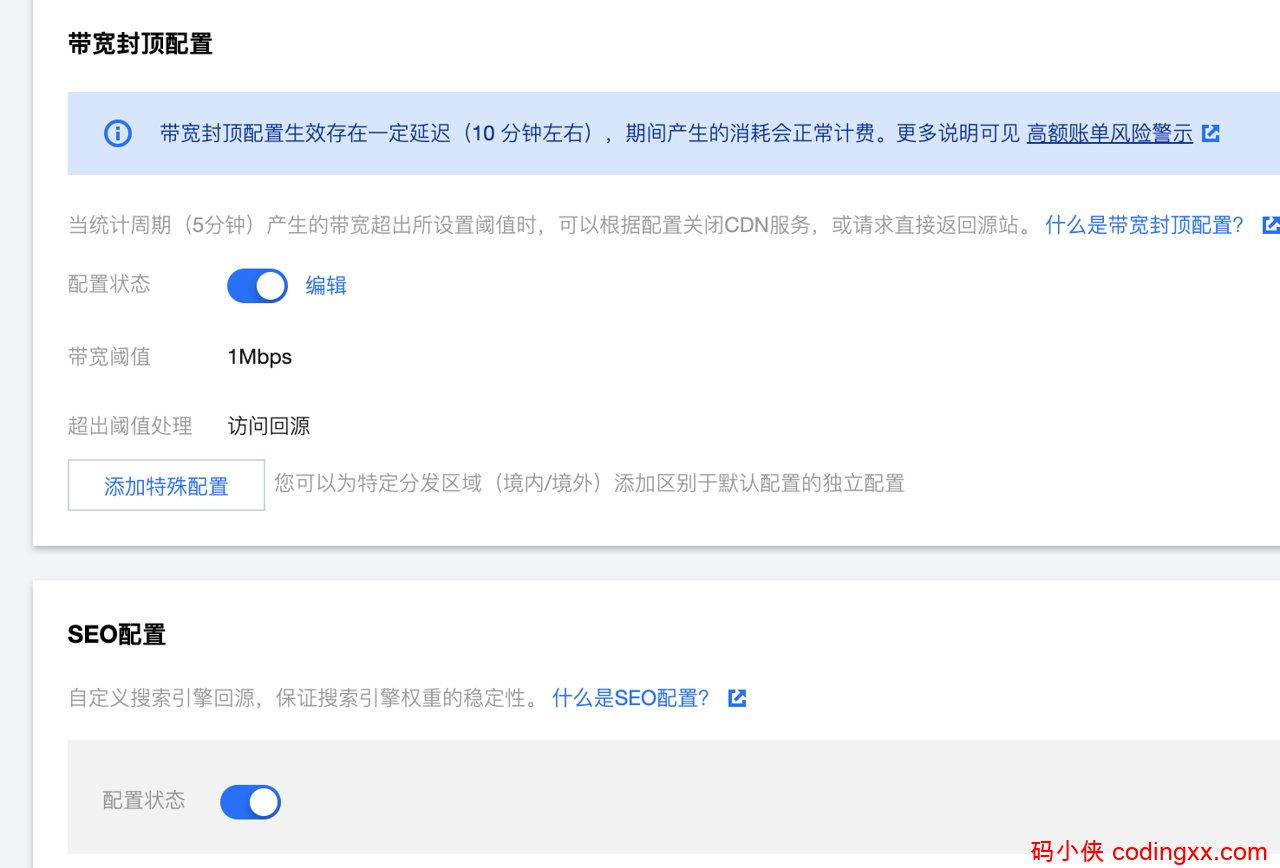 带宽封顶配置
带宽封顶配置生效存在一定延迟（10 分钟左右），期间产生的消耗会正常计费。更多说明可见 高额账单风险警示
当统计周期（5分钟）产生的带宽超出所设置阈值时，可以根据配置关闭CDN服务，或请求直接返回源站。 什么是带宽封顶配置？
配置状态 编辑
带宽阈值 1Mbps
超出阈值处理 访问回源
添加特殊配置 您可以为特定分发区域（境内/境外）添加区别于默认配置的独立配置
SEO配置
自定义搜索引擎回源，保证搜索引擎权重的稳定性。 什么是SEO配置？
配置状态
码小侠 codingxx.com